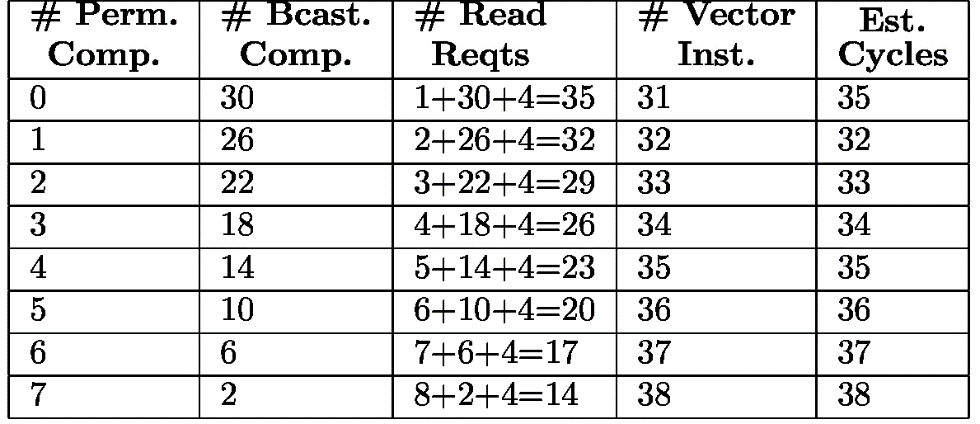 # Perm. Comp. # Bcast. Comp. # Read Reqts # Vector Inst. Est. Cycles
0 30 1+30+4=35 31 35
1 26 2+26+4=32 32 32
2 22 3+22+4=29 33 33
3 18 4+18+4=26 34 34
4 14 5+14+4=23 35 35
5 10 6+10+4=20 36 36
6 6 7+6+4=17 37 37
7 2 8+2+4=14 38 38